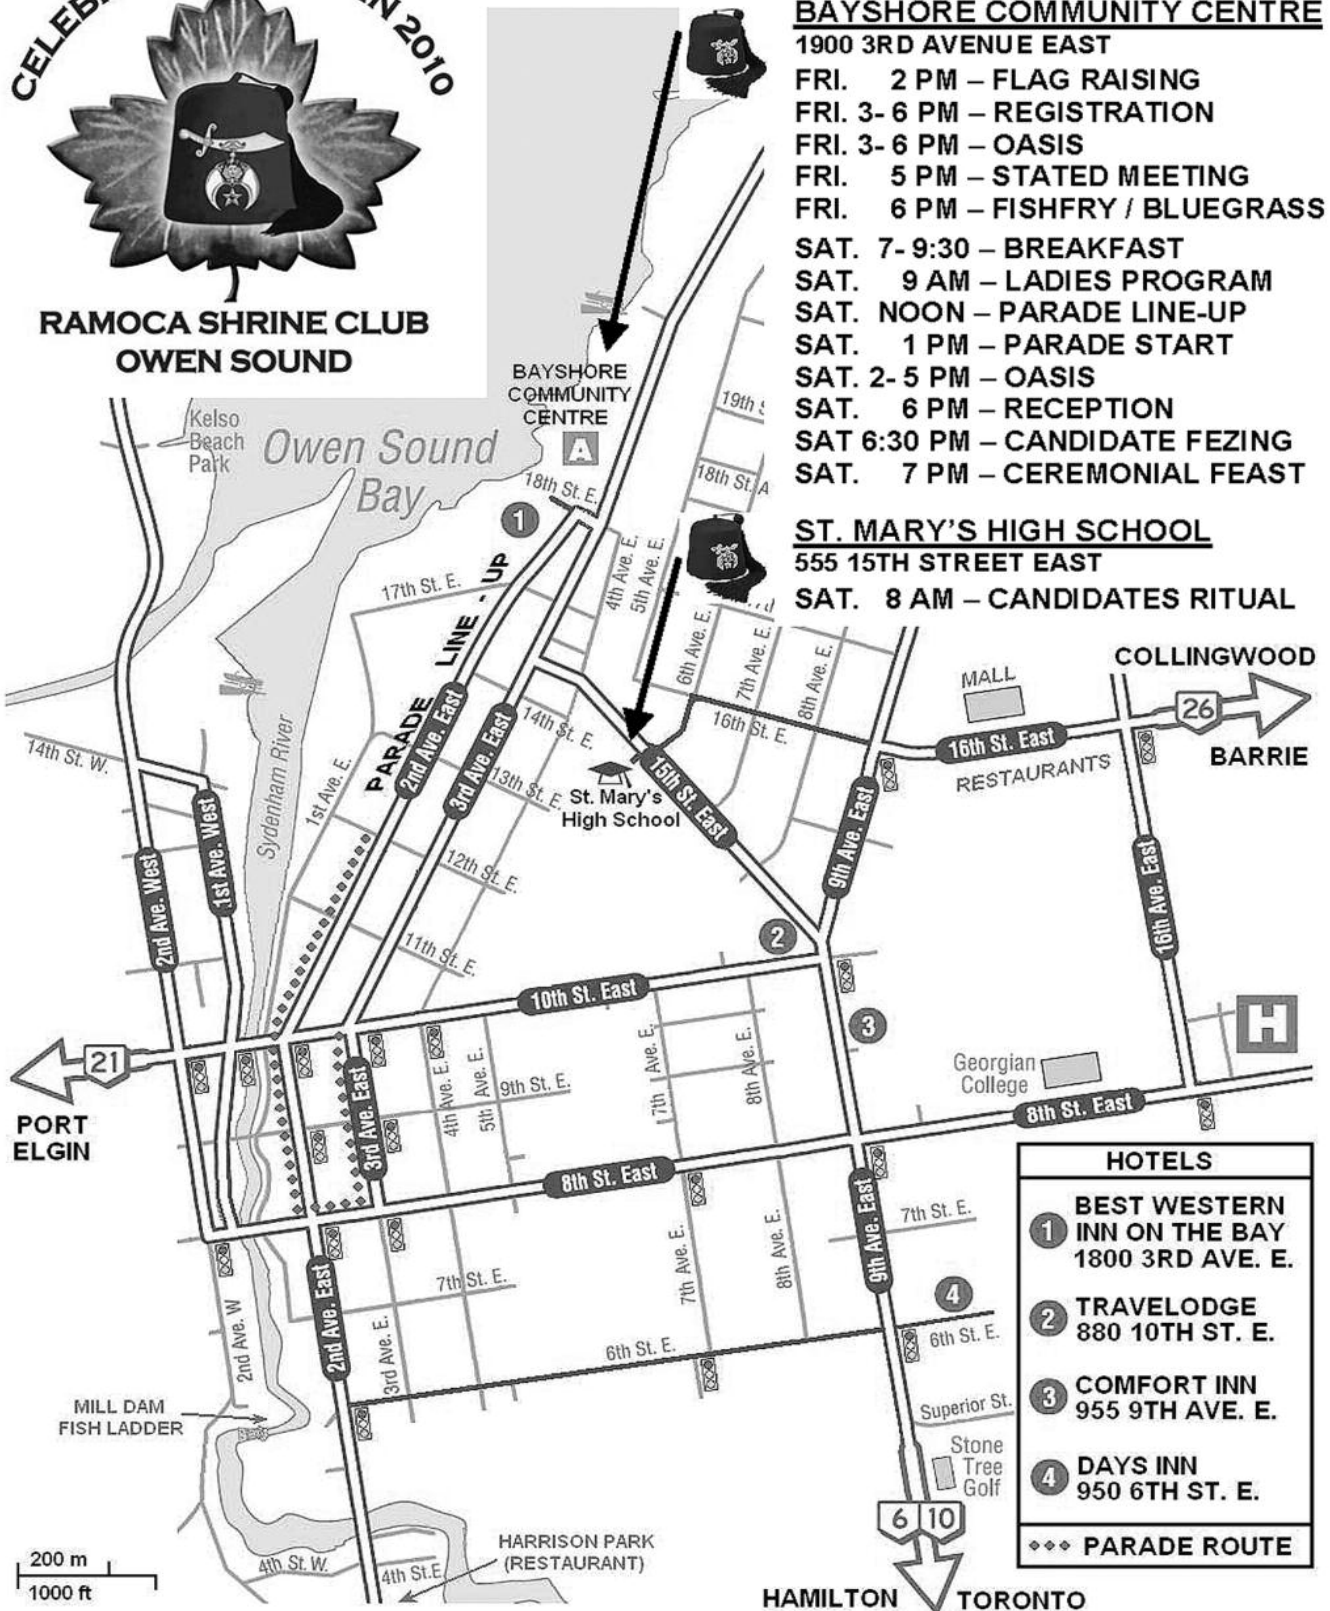 IN 2010
RAMOCA SHRINE CLUB
OWEN SOUND
BAYSHORE COMMUNITY CENTRE
1900 3RD AVENUE EAST
FRI. 2 PM – FLAG RAISING
FRI. 3- 6 PM – REGISTRATION
FRI. 3- 6 PM – OASIS
FRI. 5 PM – STATED MEETING
FRI. 6 PM – FISHFRY / BLUEGRASS
SAT. 7- 9:30 – BREAKFAST
SAT. 9 AM – LADIES PROGRAM
SAT. NOON – PARADE LINE-UP
SAT. 1 PM – PARADE START
SAT. 2- 5 PM – OASIS
SAT. 6 PM – RECEPTION
SAT 6:30 PM – CANDIDATE FEZING
SAT. 7 PM – CEREMONIAL FEAST
ST. MARY'S HIGH SCHOOL
555 15TH STREET EAST
SAT. 8 AM – CANDIDATES RITUAL
BAYSHORE
COMMUNITY
CENTRE
A
Kelso
Beach
Park
Owen Sound
Bay
19th
18th St.
18th St. E.
1
17th St. E.
4th Ave. E.
5th Ave. E.
6th Ave. E.
7th Ave. E.
8th Ave. E.
PARADE LINE - UP
2nd Ave. East
3rd Ave. East
14th St. E.
13th St. E.
12th St. E.
11th St. E.
1st Ave. E.
16th St. E.
15th St. East
St. Mary's
High School
MALL
16th St. East
RESTAURANTS
COLLINGWOOD
26
BARRIE
14th St. W.
Sydenham River
1st Ave. West
2nd Ave. West
9th Ave. East
16th Ave. East
2
10th St. East
3
H
21
PORT
ELGIN
3rd Ave. East
4th Ave. E.
5th Ave. E.
9th St. E.
7th Ave. E.
8th Ave. E.
Georgian
College
8th St. East
8th St. East
9th Ave. East
7th St. E.
7th Ave. E.
8th Ave. E.
7th St. E.
2nd Ave. East
2nd Ave. W
3rd Ave. E.
6th St. E.
4
6th St. E.
MILL DAM
FISH LADDER
Superior St.
Stone
Tree
Golf
6 10
HAMILTON
TORONTO
HARRISON PARK
(RESTAURANT)
4th St. W.
4th St.E.
200 m
1000 ft
HOTELS
1 BEST WESTERN
INN ON THE BAY
1800 3RD AVE. E.
2 TRAVELODGE
880 10TH ST. E.
3 COMFORT INN
955 9TH AVE. E.
4 DAYS INN
950 6TH ST. E.
PARADE ROUTE